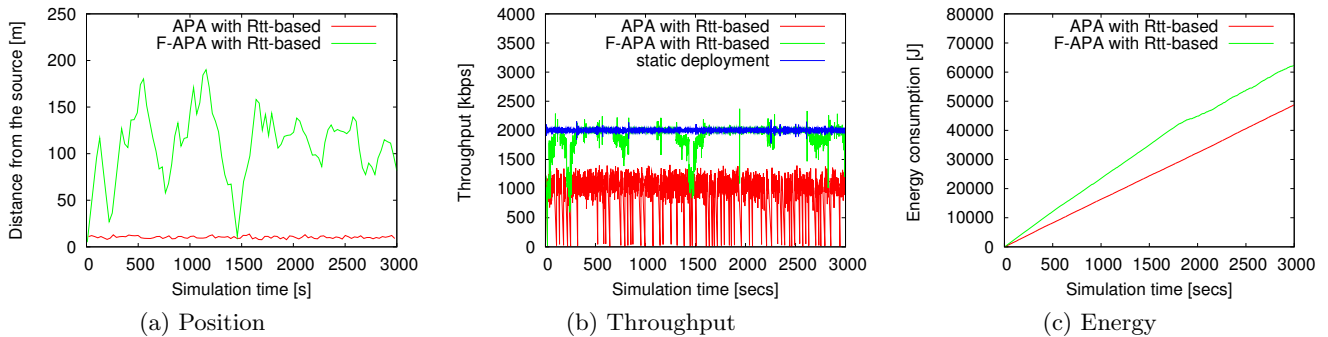 250
200
150
100
50
0
0 500 1000 1500 2000 2500 3000
Distance from the source [m]
Simulation time [s]
APA with Rtt-based
F-APA with Rtt-based
(a) Position
4000
3500
3000
2500
2000
1500
1000
500
0
0 500 1000 1500 2000 2500 3000
Throughput [kbps]
Simulation time [secs]
APA with Rtt-based
F-APA with Rtt-based
static deployment
(b) Throughput
80000
70000
60000
50000
40000
30000
20000
10000
0
0 500 1000 1500 2000 2500 3000
Energy consumption [J]
Simulation time [secs]
APA with Rtt-based
F-APA with Rtt-based
(c) Energy